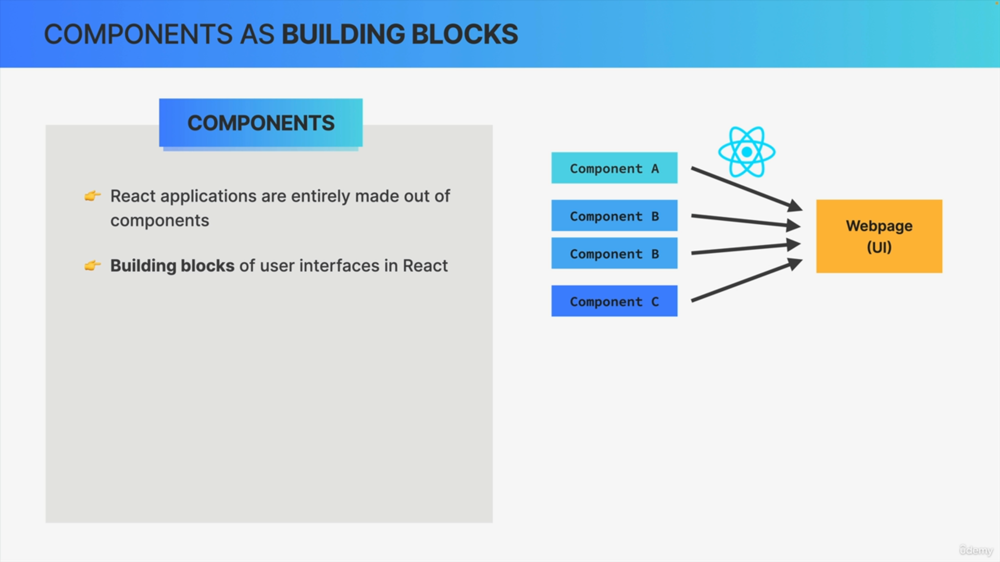 COMPONENTS AS BUILDING BLOCKS
COMPONENTS
👉 React applications are entirely made out of
components
👉 Building blocks of user interfaces in React
Component A
Component B
Component B
Component C
Webpage
(UI)
ûdemy